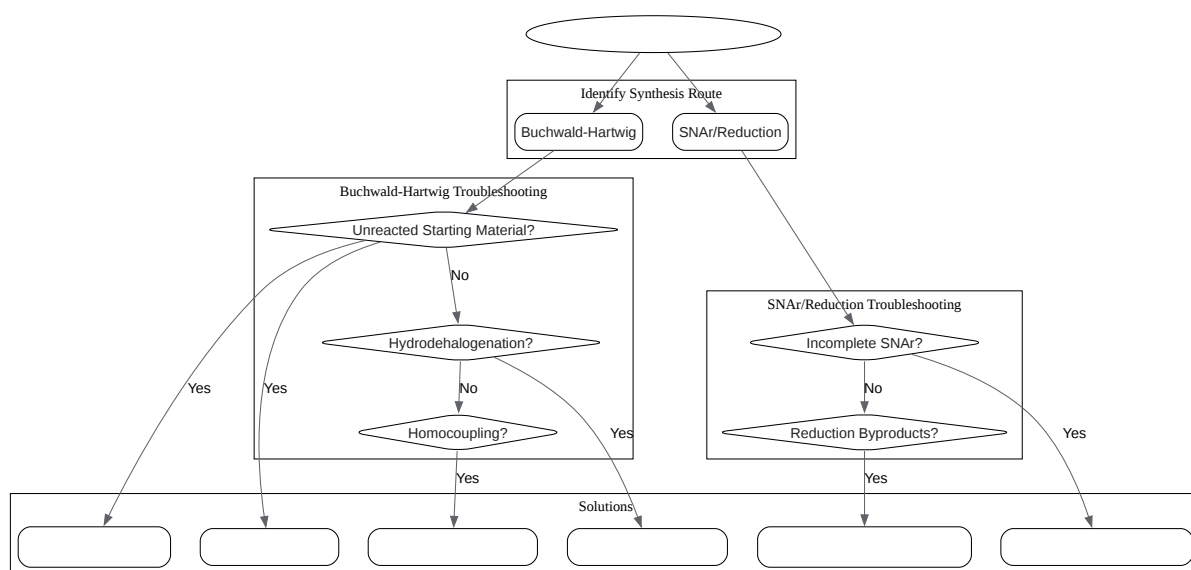 Identify Synthesis Route
Buchwald-Hartwig
SNAr/Reduction
Buchwald-Hartwig Troubleshooting
Unreacted Starting Material?
No
SNAr/Reduction Troubleshooting
Hydrodehalogenation?
Incomplete SNAr?
Yes
Yes
No
No
Homocoupling?
Yes
Reduction Byproducts?
Yes
Yes
Yes
Solutions